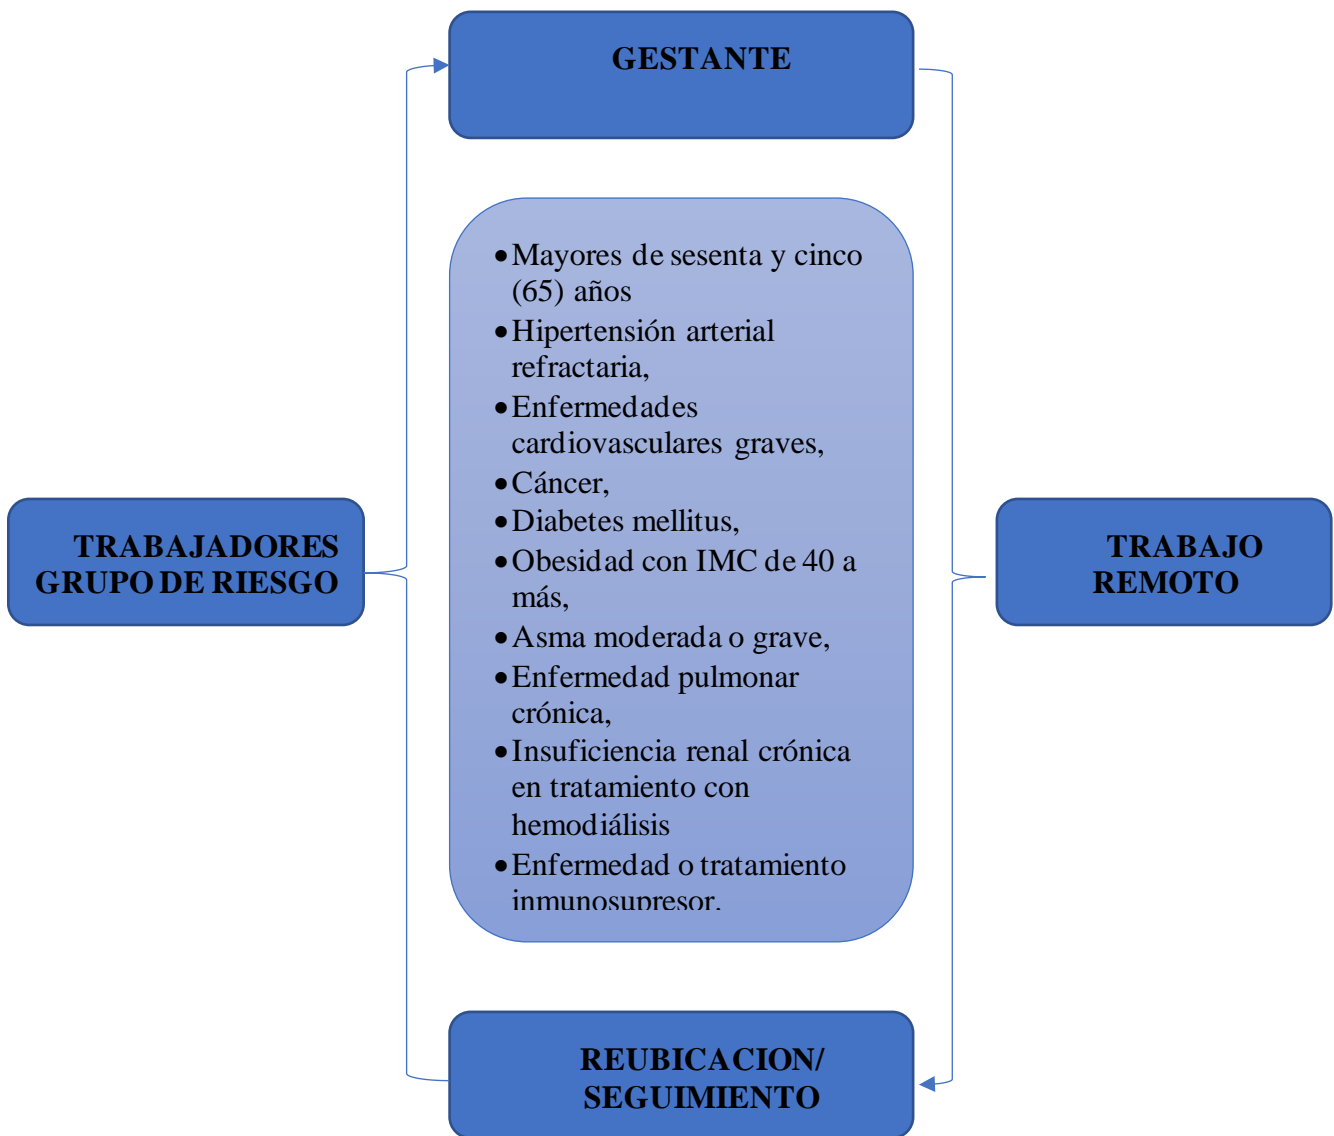 GESTANTE
•Mayores de sesenta y cinco
(65) años
•Hipertensión arterial
refractaria,
•Enfermedades
cardiovasculares graves,
•Cáncer,
•Diabetes mellitus,
•Obesidad con IMC de 40 a
más,
•Asma moderada o grave,
•Enfermedad pulmonar
crónica,
•Insuficiencia renal crónica
en tratamiento con
hemodiálisis
•Enfermedad o tratamiento
inmunosupresor.
TRABAJADORES
GRUPO DE RIESGO
TRABAJO
REMOTO
REUBICACION/
SEGUIMIENTO